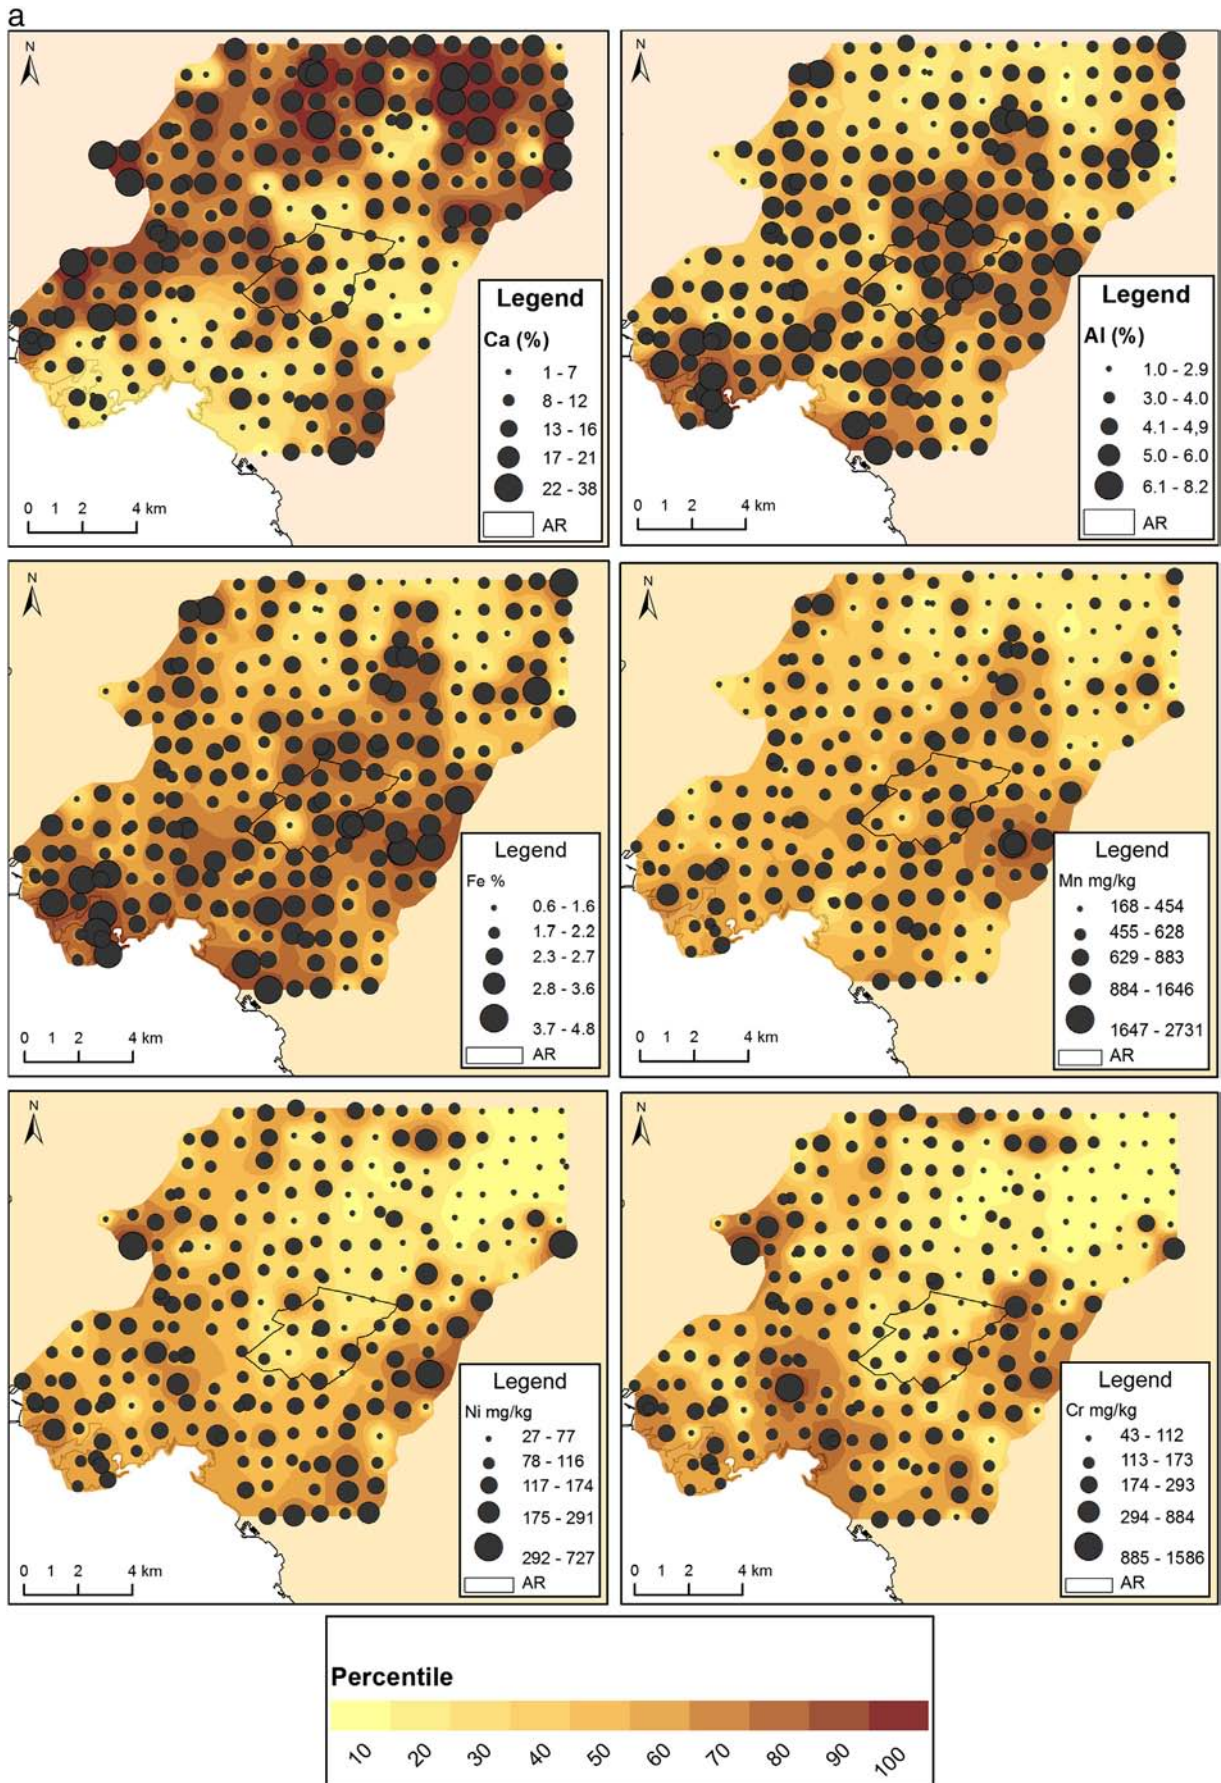 a
N
Legend
Ca (%)
1 - 7
8 - 12
13 - 16
17 - 21
22 - 38
AR
0 1 2 4 km
N
Legend
Al (%)
1.0 - 2.9
3.0 - 4.0
4.1 - 4,9
5.0 - 6.0
6.1 - 8.2
AR
0 1 2 4 km
N
Legend
Fe %
0.6 - 1.6
1.7 - 2.2
2.3 - 2.7
2.8 - 3.6
3.7 - 4.8
AR
0 1 2 4 km
N
Legend
Mn mg/kg
168 - 454
455 - 628
629 - 883
884 - 1646
1647 - 2731
AR
0 1 2 4 km
N
Legend
Ni mg/kg
27 - 77
78 - 116
117 - 174
175 - 291
292 - 727
AR
0 1 2 4 km
N
Legend
Cr mg/kg
43 - 112
113 - 173
174 - 293
294 - 884
885 - 1586
AR
0 1 2 4 km
Percentile
10 20 30 40 50 60 70 80 90 100